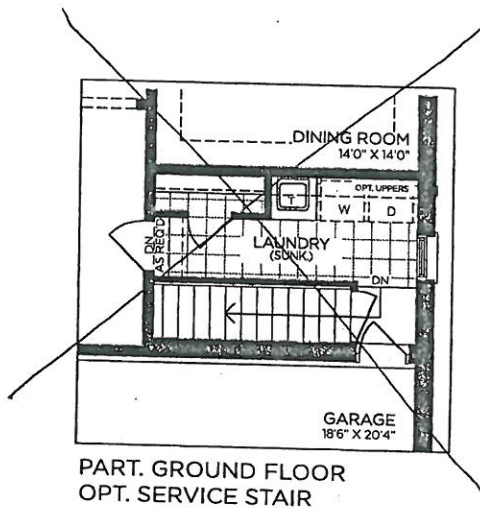 DINING ROOM
14'0" X 14'0"
OPT. UPPERS
T
W
D
DN
AS REQ'D
LAUNDRY
(SUNK.)
DN
GARAGE
18'6" X 20'4"
PART. GROUND FLOOR
OPT. SERVICE STAIR